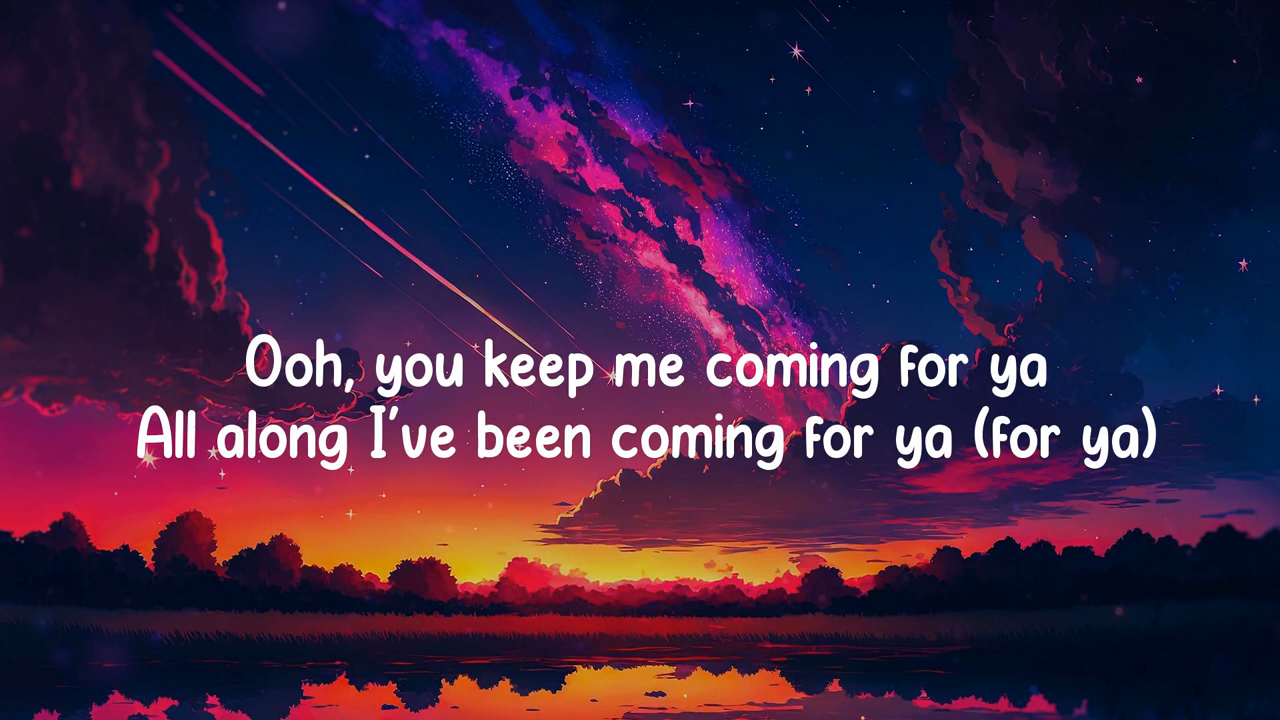 Ooh, you keep me coming for ya
All along I've been coming for ya (for ya)